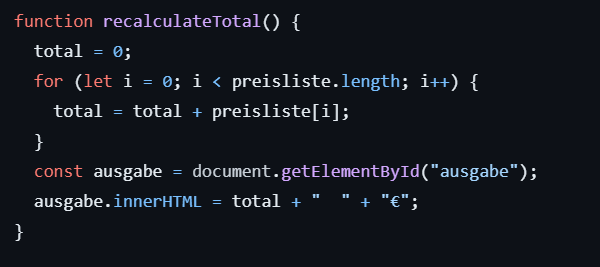 function recalculateTotal() {
  total = 0;
  for (let i = 0; i < preisliste.length; i++) {
    total = total + preisliste[i];
  }
  const ausgabe = document.getElementById("ausgabe");
  ausgabe.innerHTML = total + "  " + "€";
}